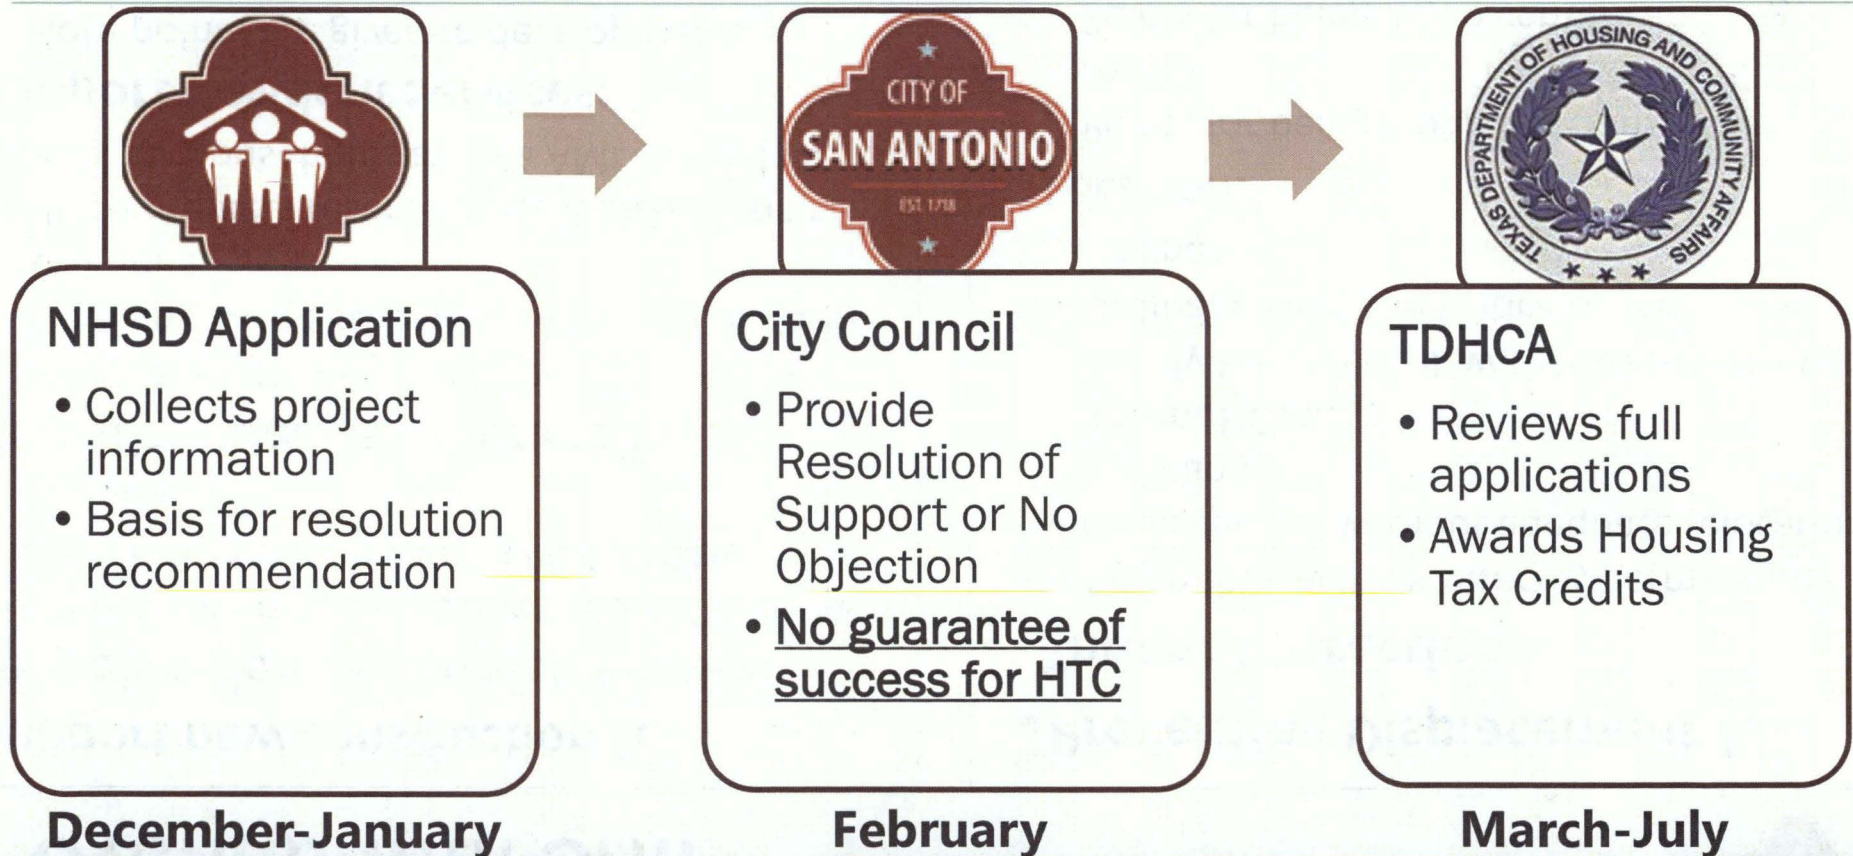 CITY OF
SAN ANTONIO
EST. 1718
TEXAS DEPARTMENT OF HOUSING AND COMMUNITY AFFAIRS
NHSD Application
• Collects project
information
• Basis for resolution
recommendation
December-January
City Council
• Provide
Resolution of
Support or No
Objection
• No guarantee of
success for HTC
February
TDHCA
• Reviews full
applications
• Awards Housing
Tax Credits
March-July